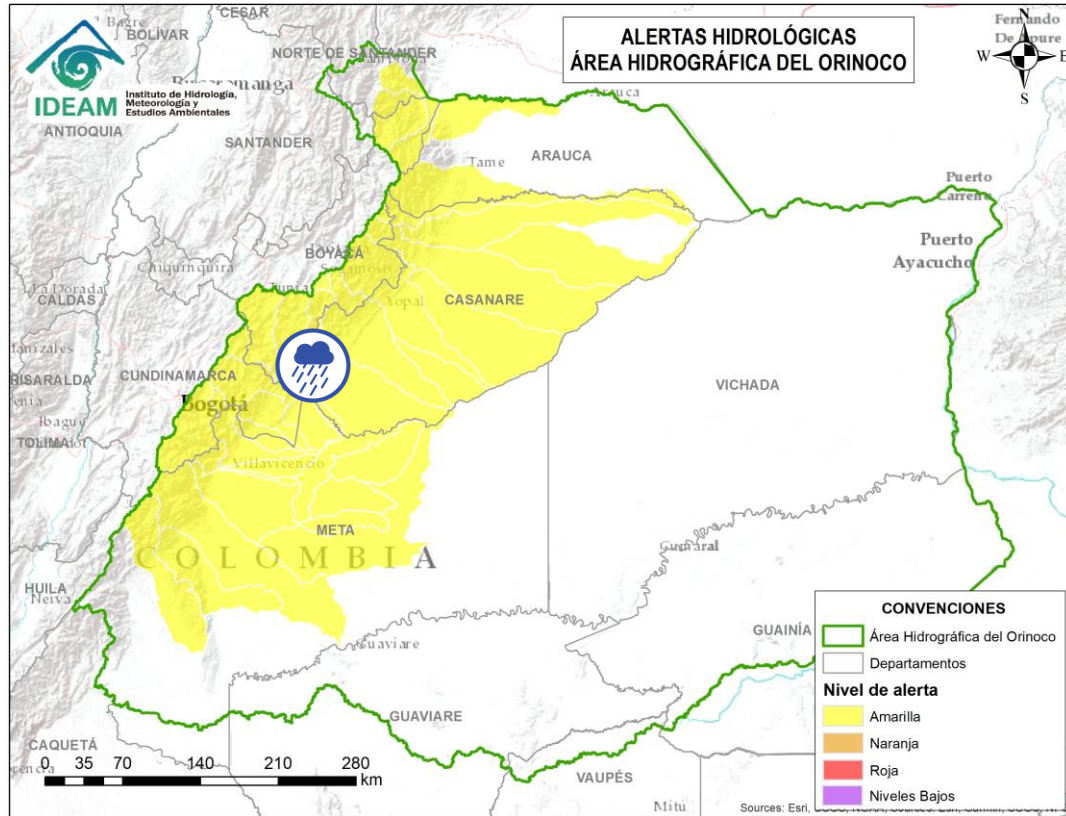 ALERTAS HIDROLÓGICAS
ÁREA HIDROGRÁFICA DEL ORINOCO
IDEAM
Instituto de Hidrología,
Meteorología y
Estudios Ambientales
N
W
E
S
CESAR
BOLÍVAR
NORTE DE SANTANDER
ANTIOQUIA
SANTANDER
Arauca
ARAUCA
Tame
Puerto
Carreño
Puerto
Ayacucho
BOYACÁ
Chiquinquira
Tunja
La Dorada
CALDAS
Yopal
CASANARE
VICHADA
RISARALDA
CUNDINAMARCA
Bogotá
Ibague
TOLIMA
Villavicencio
META
COLOMBIA
HUILA
Neiva
Guaviare
GUAINÍA
GUAVIARE
CAQUETÁ
VAUPÉS
Mitú
0 35 70 140 210 280
km
CONVENCIONES
Área Hidrográfica del Orinoco
Departamentos
Nivel de alerta
Amarilla
Naranja
Roja
Niveles Bajos
Sources: Esri,